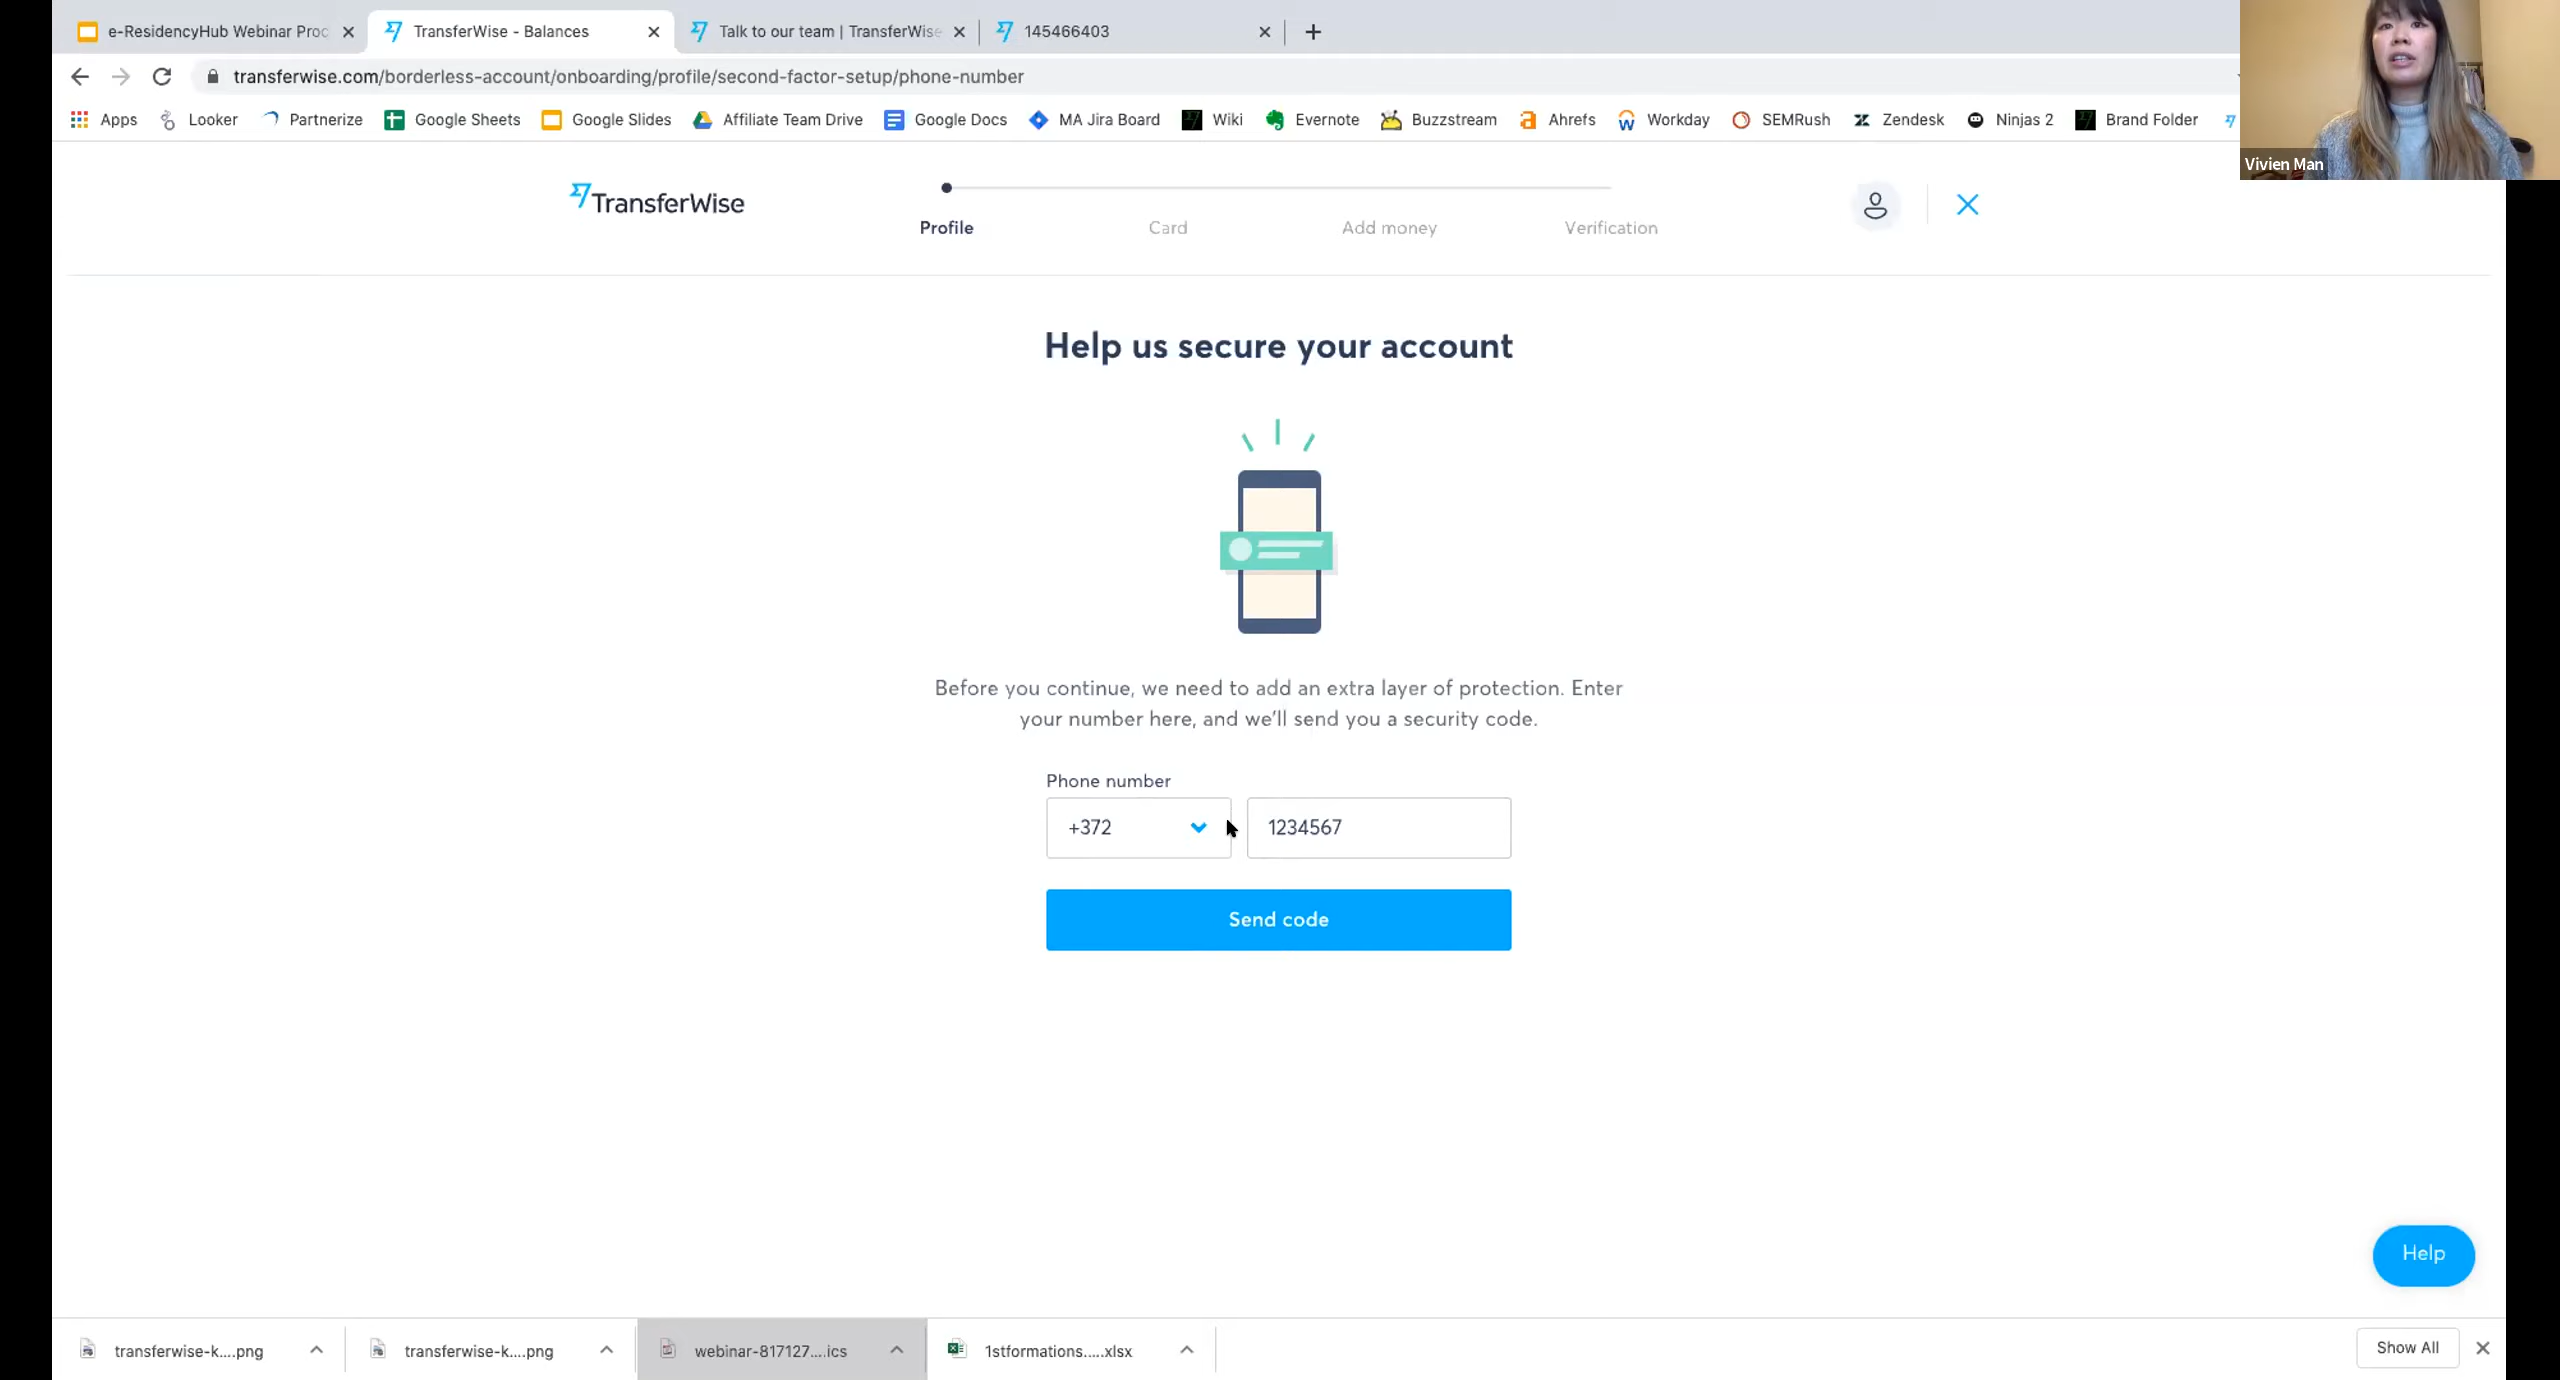 e-ResidencyHub Webinar Proc
TransferWise - Balances
Talk to our team | TransferWise
145466403
transferwise.com/borderless-account/onboarding/profile/second-factor-setup/phone-number
Apps Looker Partnerize Google Sheets Google Slides Affiliate Team Drive Google Docs MA Jira Board Wiki Evernote Buzzstream Ahrefs Workday SEMRush Zendesk Ninjas 2 Brand Folder
Vivien Man
TransferWise
Profile Card Add money Verification
Help us secure your account
Before you continue, we need to add an extra layer of protection. Enter
your number here, and we'll send you a security code.
Phone number
+372 1234567
Send code
Help
transferwise-k....png
transferwise-k....png
webinar-817127....ics
1stformations.....xlsx
Show All